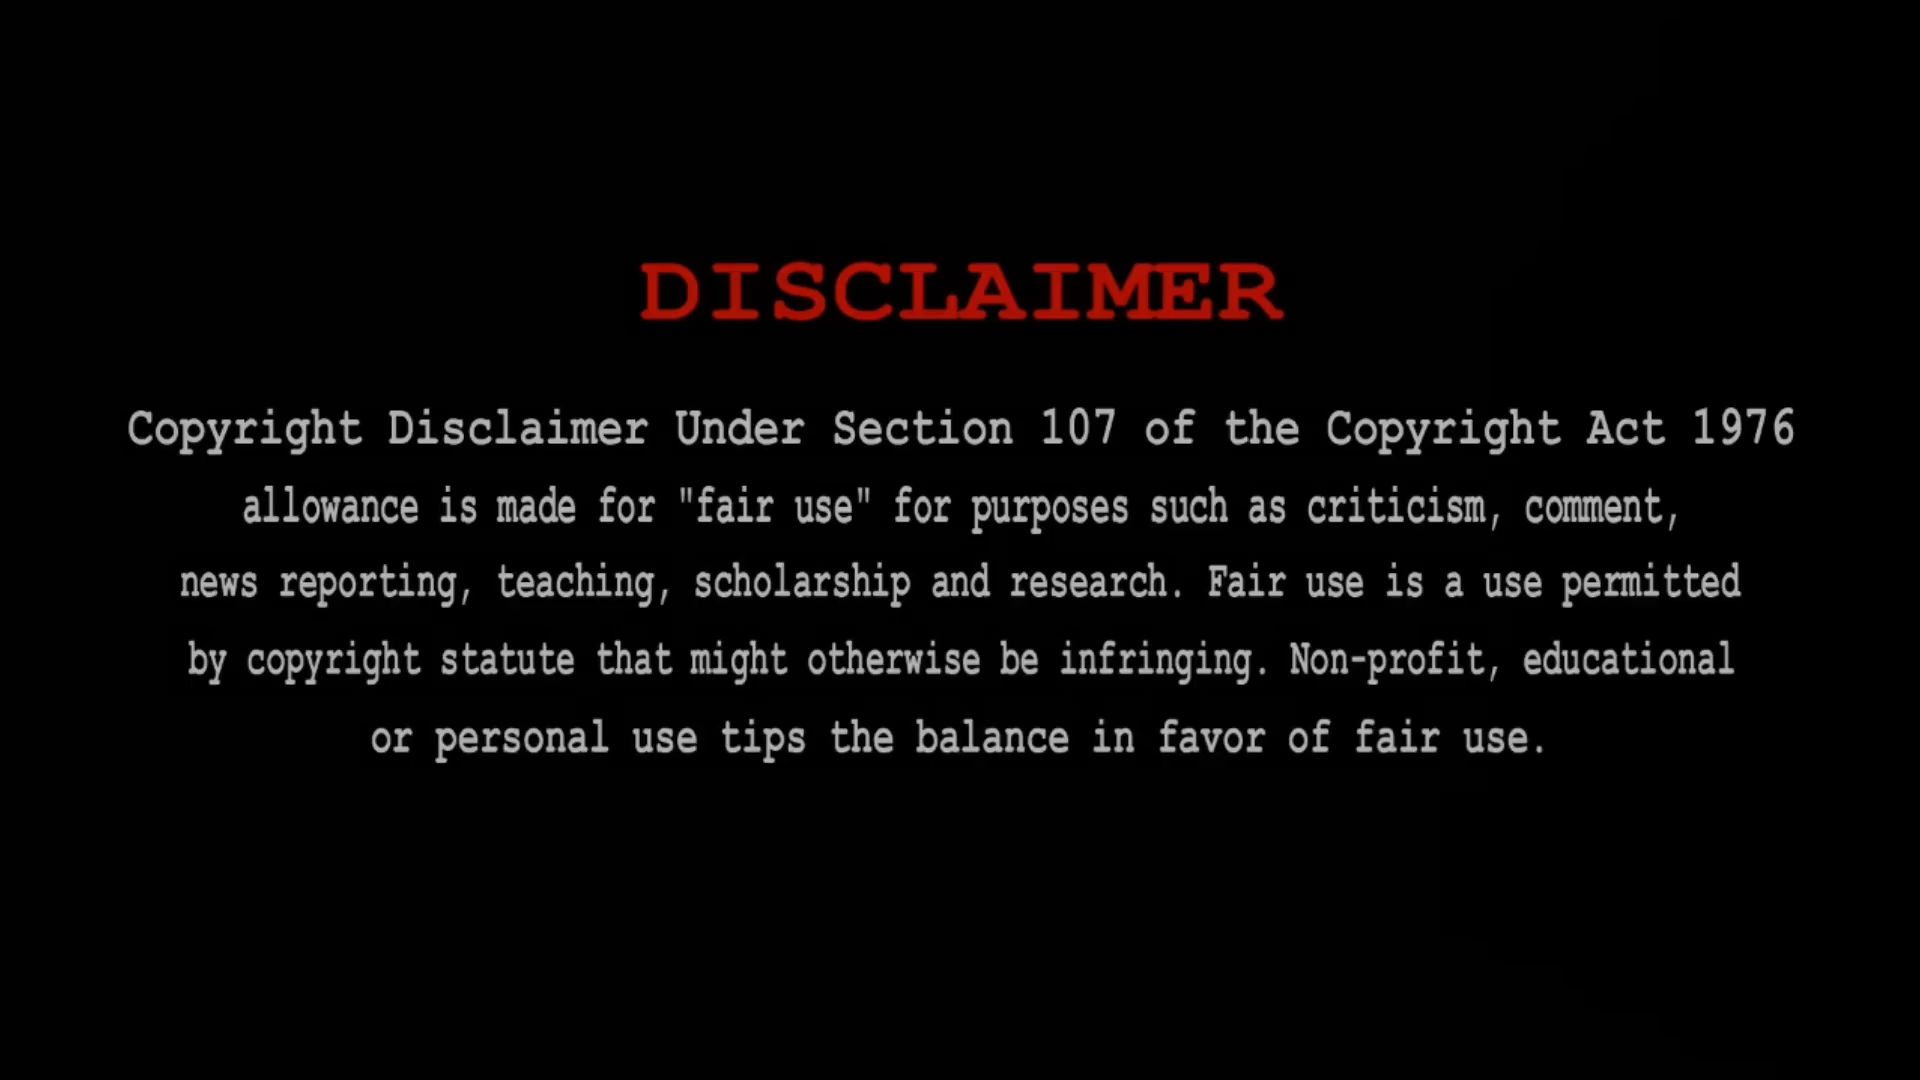 DISCLAIMER
Copyright Disclaimer Under Section 107 of the Copyright Act 1976
allowance is made for "fair use" for purposes such as criticism, comment,
news reporting, teaching, scholarship and research. Fair use is a use permitted
by copyright statute that might otherwise be infringing. Non-profit, educational
or personal use tips the balance in favor of fair use.